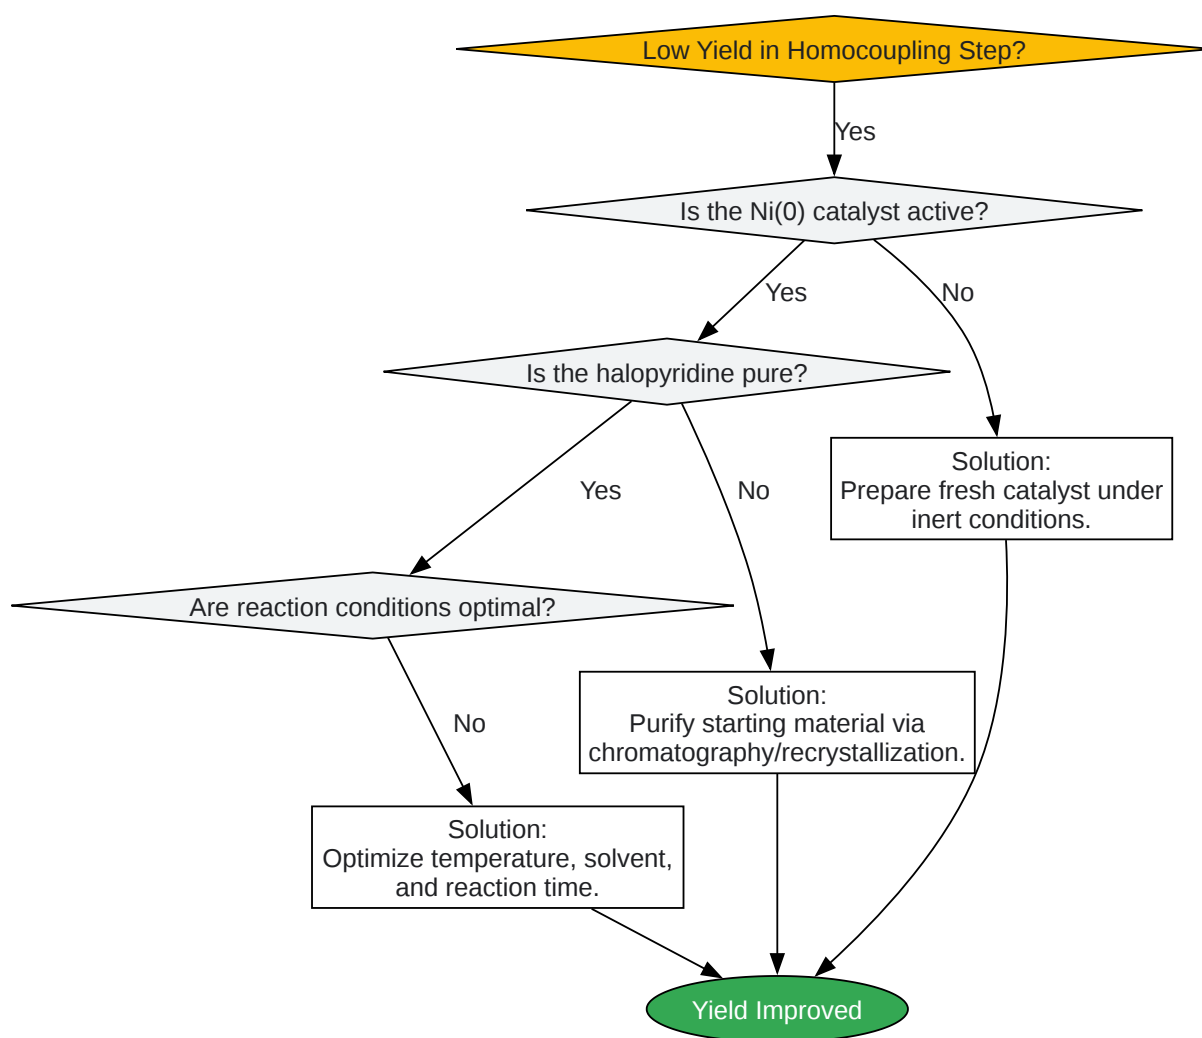 Low Yield in Homocoupling Step?
Yes
Is the Ni(0) catalyst active?
Yes
No
Is the halopyridine pure?
Solution:
Prepare fresh catalyst under
inert conditions.
Yes
No
Are reaction conditions optimal?
Solution:
Purify starting material via
chromatography/recrystallization.
No
Solution:
Optimize temperature, solvent,
and reaction time.
Yield Improved